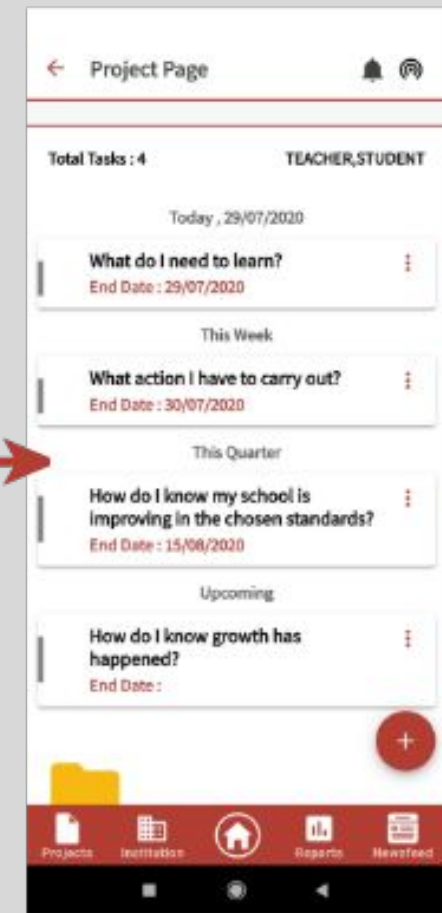 Project Page
Total Tasks : 4 TEACHER,STUDENT
Today , 29/07/2020
What do I need to learn?
End Date : 29/07/2020
This Week
What action I have to carry out?
End Date : 30/07/2020
This Quarter
How do I know my school is
improving in the chosen standards?
End Date : 15/08/2020
Upcoming
How do I know growth has
happened?
End Date :
Projects Institution Reports Newsfeed